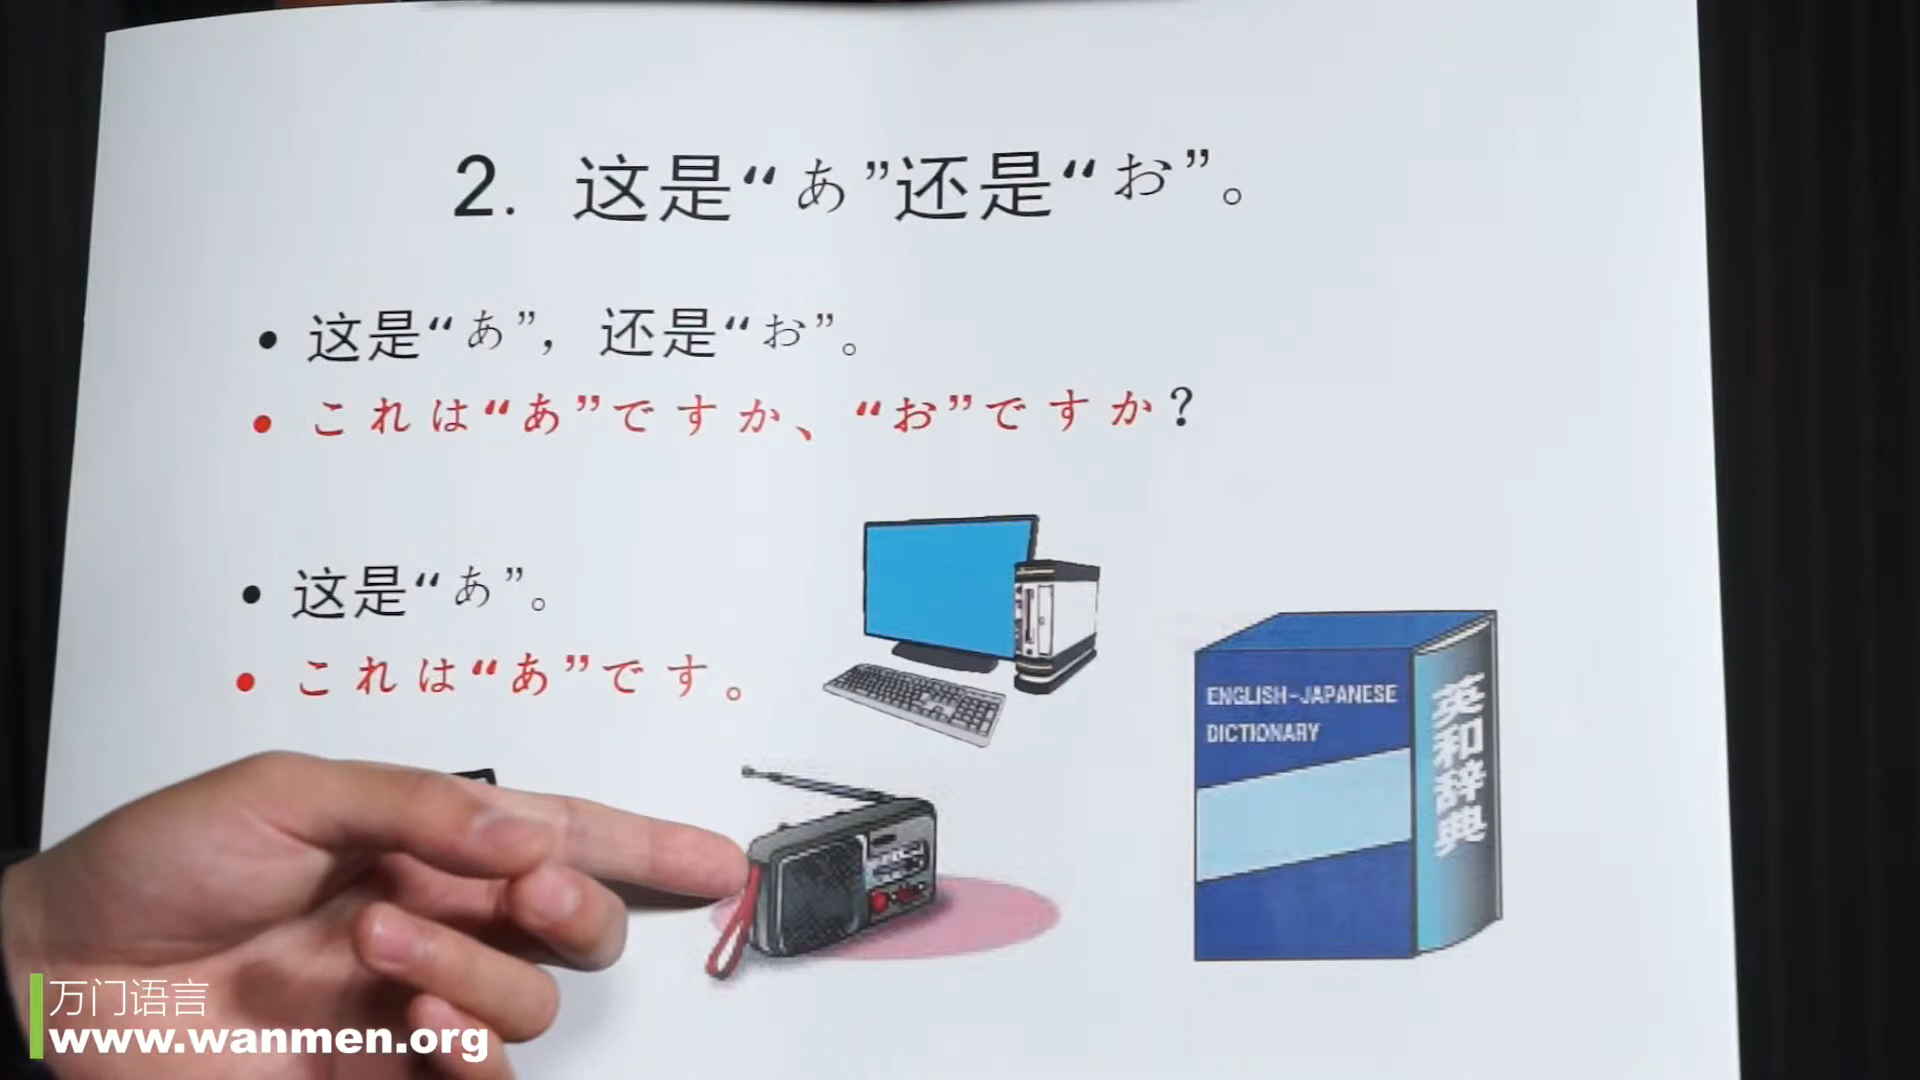 2. 这是“あ”还是“お”。
• 这是“あ”，还是“お”。
• これは“あ”ですか、“お”ですか？
• 这是“あ”。
• これは“あ”です。
ENGLISH-JAPANESE
DICTIONARY
英和辞典
万门语言
www.wanmen.org